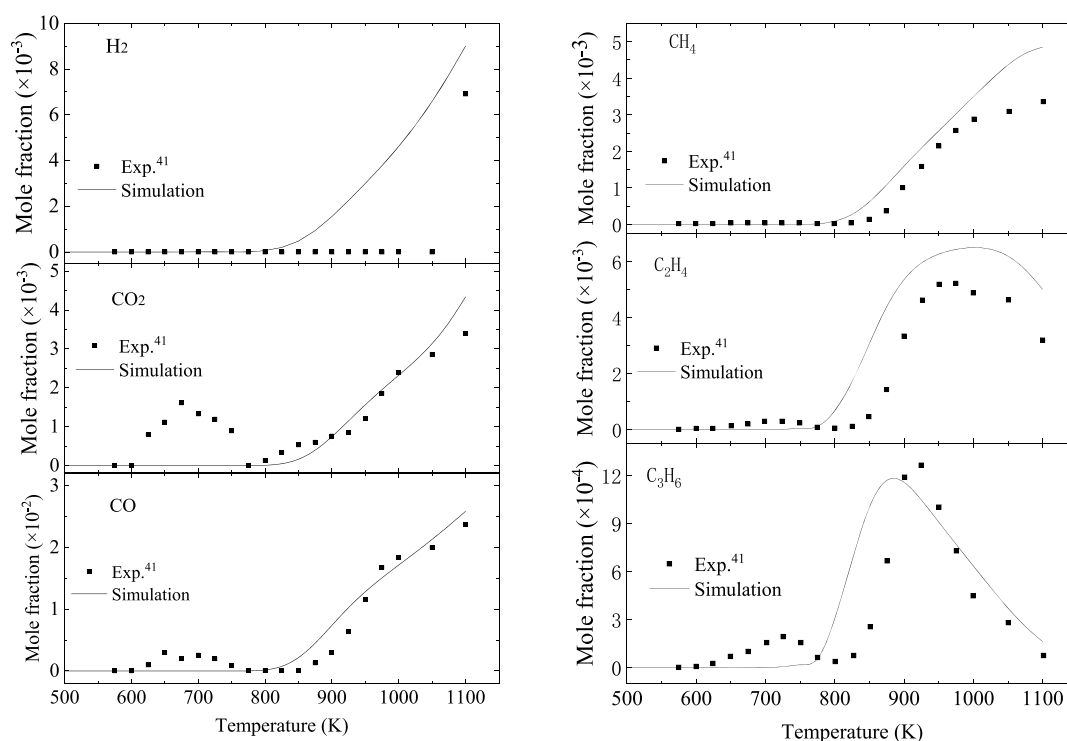 H2
Mole fraction (×10⁻³)
10
8
6
4
2
0
Exp.⁴¹
Simulation
CO2
Mole fraction (×10⁻³)
5
4
3
2
1
0
Exp.⁴¹
Simulation
CO
Mole fraction (×10⁻²)
3
2
1
0
Exp.⁴¹
Simulation
500 600 700 800 900 1000 1100
Temperature (K)
CH₄
Mole fraction (×10⁻³)
5
4
3
2
1
0
Exp.⁴¹
Simulation
C₂H₄
Mole fraction (×10⁻³)
6
4
2
0
Exp.⁴¹
Simulation
C₃H₆
Mole fraction (×10⁻⁴)
12
9
6
3
0
Exp.⁴¹
Simulation
500 600 700 800 900 1000 1100
Temperature (K)